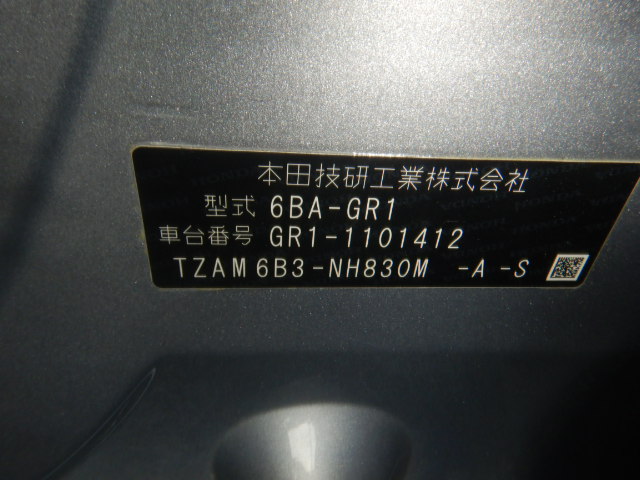 本田技研工業株式会社
型式 6BA-GR1
車台番号 GR1-1101412
TZAM6B3-NH830M -A -S